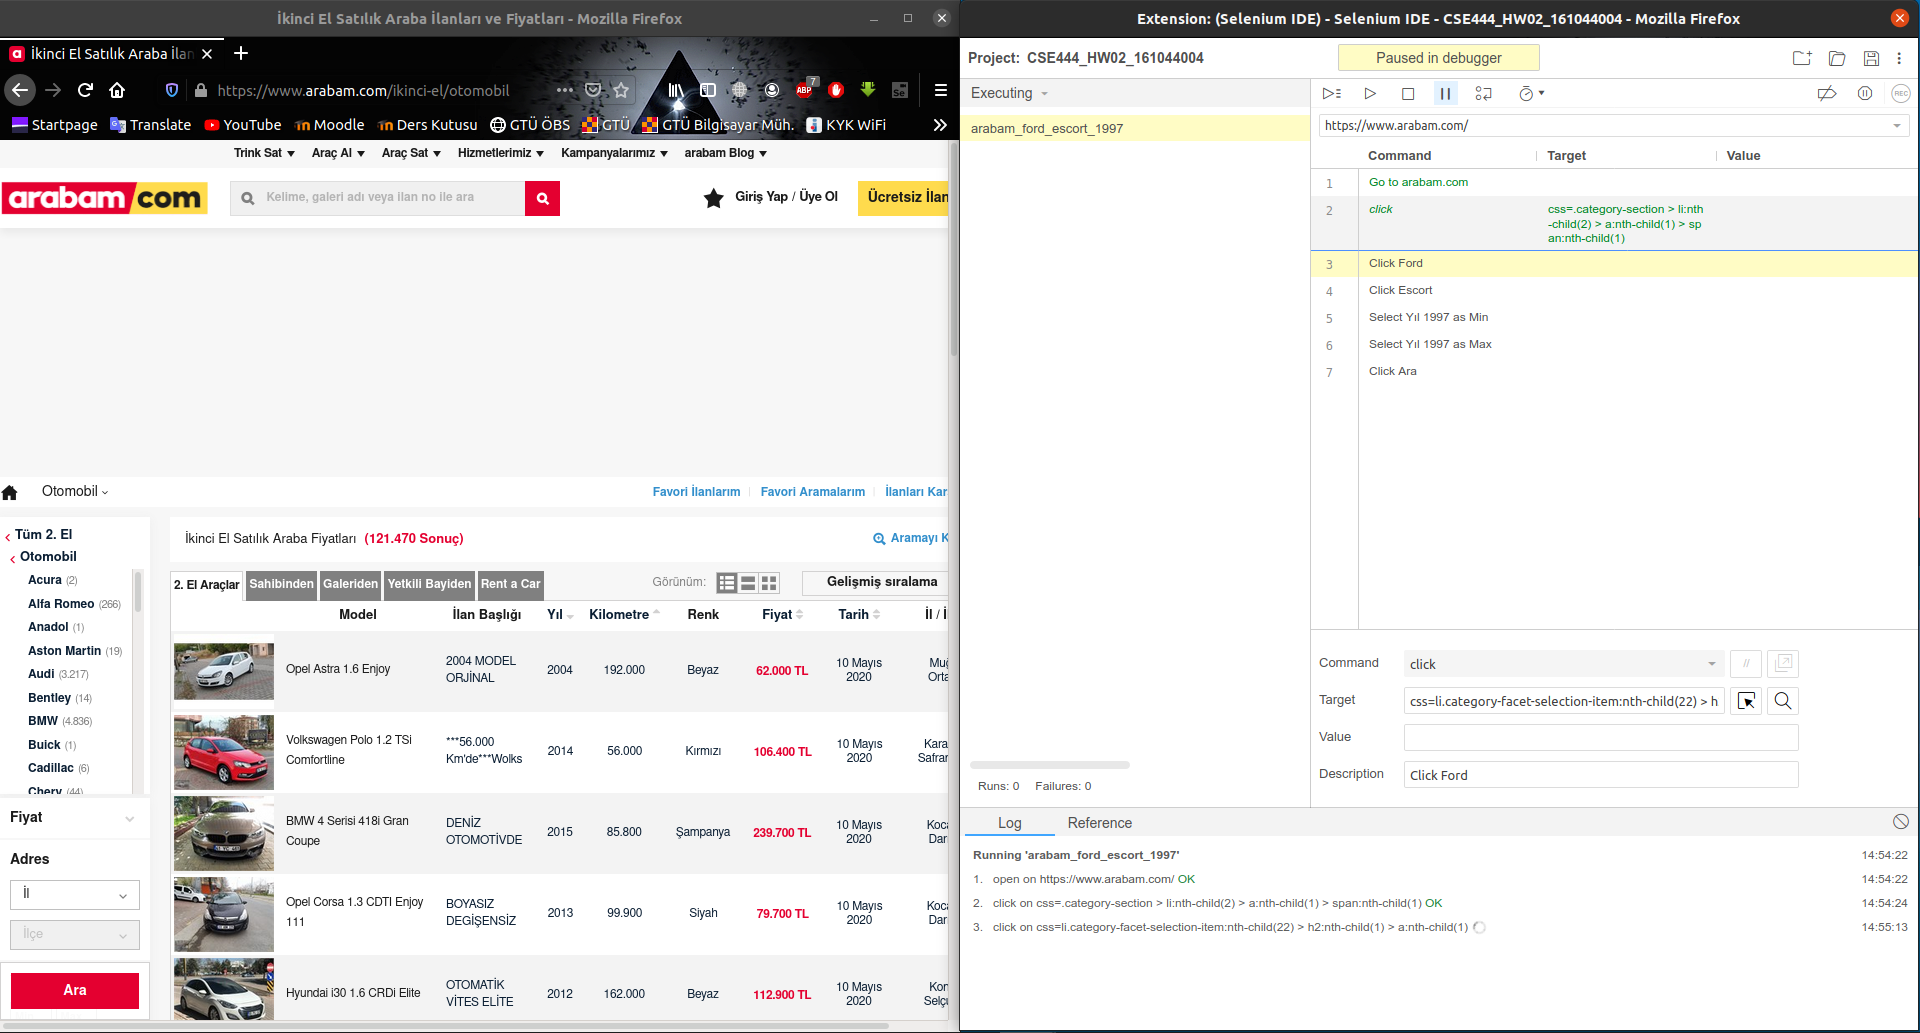 İkinci El Satılık Araba İlanları ve Fiyatları - Mozilla Firefox
İkinci El Satılık Araba İlan
https://www.arabam.com/ikinci-el/otomobil
7
ABP
Startpage Translate YouTube Moodle Ders Kutusu GTÜ ÖBS GTÜ GTÜ Bilgisayar Müh. KYK WiFi
Trink Sat Araç Al Araç Sat Hizmetlerimiz Kampanyalarımız arabam Blog
arabam.com
Kelime, galeri adı veya ilan no ile ara
Giriş Yap / Üye Ol
Ücretsiz İlan
Otomobil
Favori İlanlarım Favori Aramalarım İlanları Kar
Tüm 2. El
Otomobil
Acura (2)
Alfa Romeo (266)
Anadol (1)
Aston Martin (19)
Audi (3.217)
Bentley (14)
BMW (4.836)
Buick (1)
Cadillac (6)
Chery (44)
Fiyat
Adres
İl
İlçe
Ara
İkinci El Satılık Araba Fiyatları (121.470 Sonuç)
Aramayı K
2. El Araçlar Sahibinden Galeriden Yetkili Bayiden Rent a Car
Görünüm:
Gelişmiş sıralama
Model İlan Başlığı Yıl Kilometre Renk Fiyat Tarih İl / İ
Opel Astra 1.6 Enjoy
2004 MODEL
ORJİNAL
2004 192.000 Beyaz 62.000 TL
10 Mayıs
2020
Muğ
Orta
Volkswagen Polo 1.2 TSi
Comfortline
***56.000
Km'de***Wolks
2014 56.000 Kırmızı 106.400 TL
10 Mayıs
2020
Kara
Safran
BMW 4 Serisi 418i Gran
Coupe
DENİZ
OTOMOTİVDE
2015 85.800 Şampanya 239.700 TL
10 Mayıs
2020
Koca
Dar
Opel Corsa 1.3 CDTI Enjoy
111
BOYASIZ
DEGİŞENSİZ
2013 99.900 Siyah 79.700 TL
10 Mayıs
2020
Koca
Dar
Hyundai i30 1.6 CRDi Elite
OTOMATİK
VİTES ELİTE
2012 162.000 Beyaz 112.900 TL
10 Mayıs
2020
Kon
Selçu
Extension: (Selenium IDE) - Selenium IDE - CSE444_HW02_161044004 - Mozilla Firefox
Project: CSE444_HW02_161044004
Paused in debugger
Executing
arabam_ford_escort_1997
Runs: 0 Failures: 0
REC
https://www.arabam.com/
Command Target Value
1 Go to arabam.com
2 click
css=.category-section > li:nth
-child(2) > a:nth-child(1) > sp
an:nth-child(1)
3 Click Ford
4 Click Escort
5 Select Yıl 1997 as Min
6 Select Yıl 1997 as Max
7 Click Ara
Command click //
Target css=li.category-facet-selection-item:nth-child(22) > h
Value
Description Click Ford
Log Reference
Running 'arabam_ford_escort_1997' 14:54:22
1. open on https://www.arabam.com/ OK 14:54:22
2. click on css=.category-section > li:nth-child(2) > a:nth-child(1) > span:nth-child(1) OK 14:54:24
3. click on css=li.category-facet-selection-item:nth-child(22) > h2:nth-child(1) > a:nth-child(1) 14:55:13